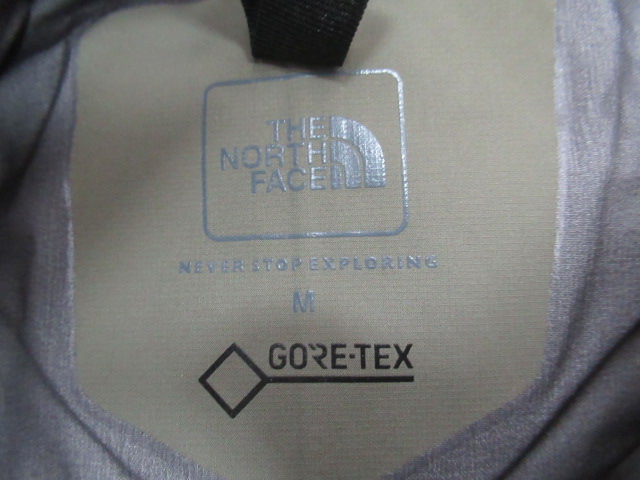 THE
NORTH
FACE
NEVER STOP EXPLORING
M
GORE-TEX